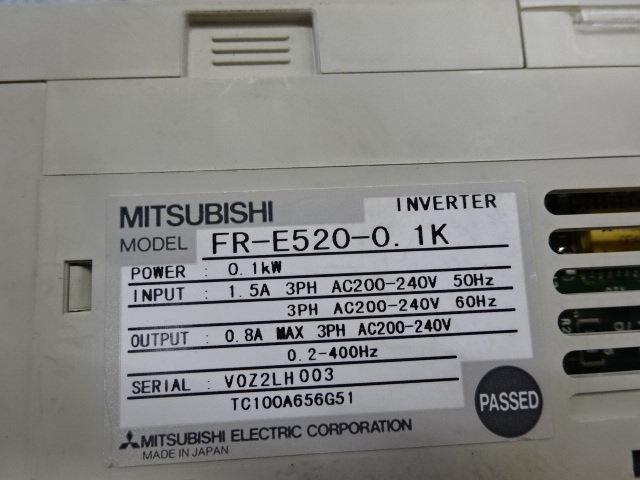 MITSUBISHI INVERTER
MODEL FR-E520-0.1K
POWER : 0.1kW
INPUT : 1.5A 3PH AC200-240V 50Hz
3PH AC200-240V 60Hz
OUTPUT : 0.8A MAX 3PH AC200-240V
0.2-400Hz
SERIAL : V0Z2LH003
TC100A656G51
PASSED
MITSUBISHI ELECTRIC CORPORATION
MADE IN JAPAN